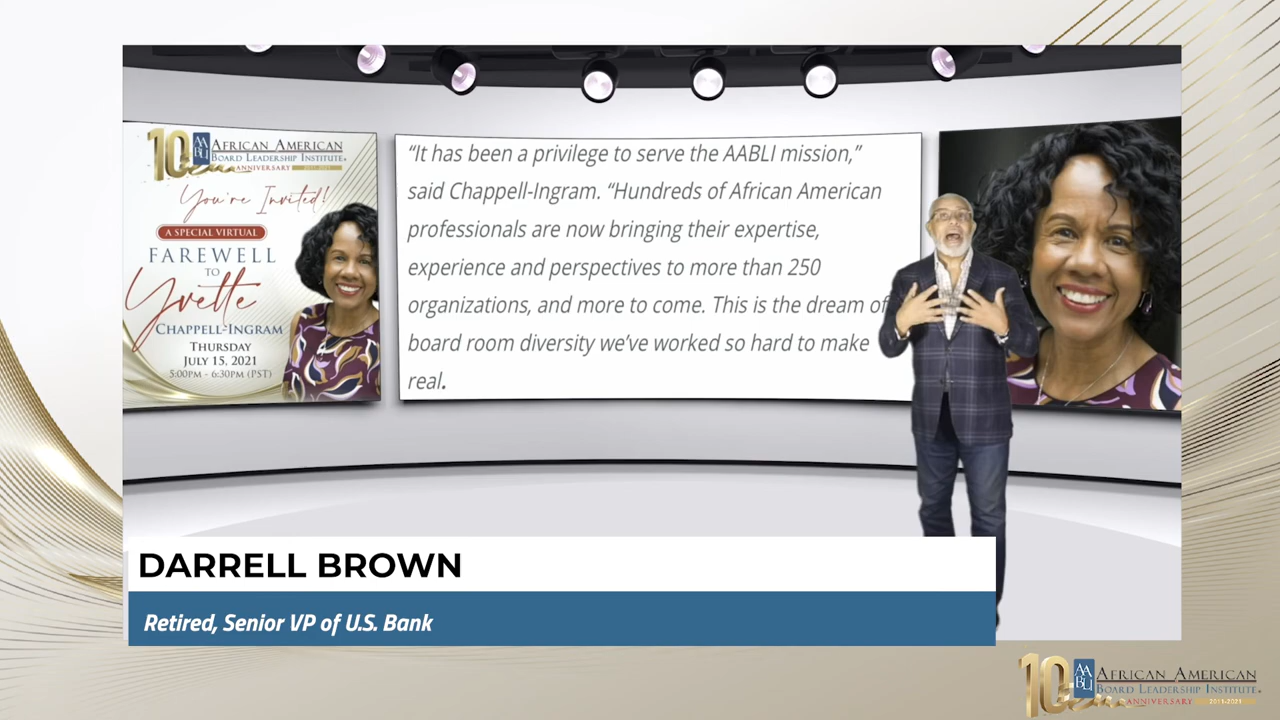 10
AABLI
AFRICAN AMERICAN
BOARD LEADERSHIP INSTITUTE
ANNIVERSARY 2011-2021
You're Invited!
A SPECIAL VIRTUAL
FAREWELL
TO
Yvette
CHAPPELL-INGRAM
THURSDAY
JULY 15, 2021
5:00PM - 6:30PM (PST)
“It has been a privilege to serve the AABLI mission,”
said Chappell-Ingram. “Hundreds of African American
professionals are now bringing their expertise,
experience and perspectives to more than 250
organizations, and more to come. This is the dream of
board room diversity we’ve worked so hard to make
real.
DARRELL BROWN
Retired, Senior VP of U.S. Bank
10
AABLI
AFRICAN AMERICAN
BOARD LEADERSHIP INSTITUTE
ANNIVERSARY 2011-2021